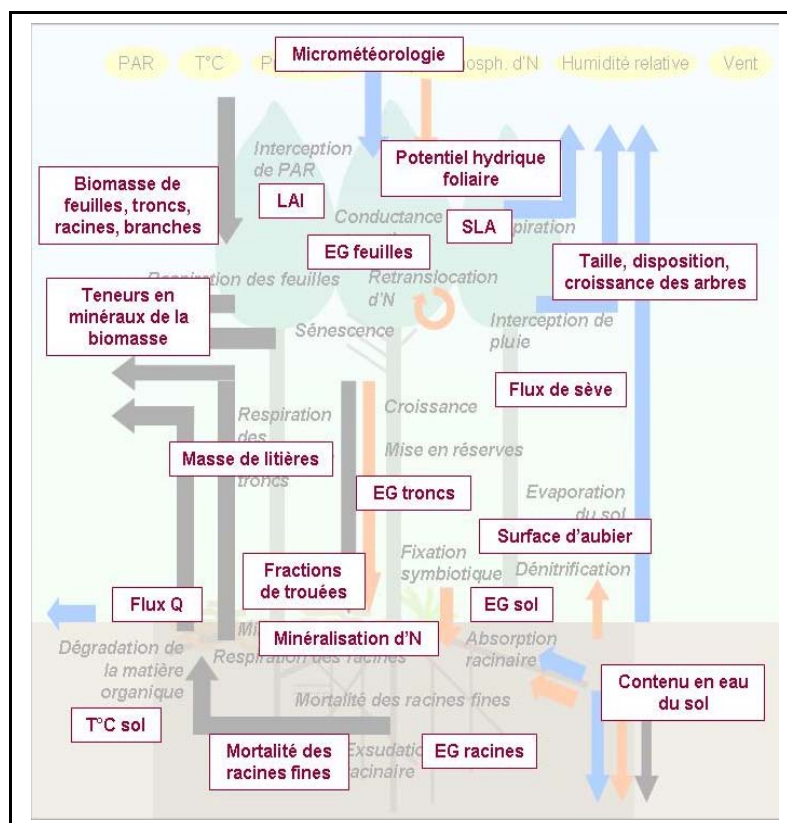 PAR
T°C
Micrométéorologie
Humidité relative
Vent
Interception
de PAR
Potentiel hydrique
foliaire
Biomasse de
feuilles, troncs,
racines, branches
LAI
Conductance
SLA
EG feuilles
Taille, disposition,
croissance des arbres
Respiration des feuilles
Retranslocation
d'N
Teneurs en
minéraux de la
biomasse
Sénescence
Interception de
pluie
Flux de sève
Croissance
Respiration
des
troncs
Mise en réserves
Masse de litières
EG troncs
Evaporation
du sol
Surface d'aubier
Fixation
symbiotique
Dénitrification
Fractions
de trouées
Flux Q
EG sol
Minéralisation d'N
Absorption
racinaire
Dégradation de
la matière
organique
Respiration des racines
Contenu en eau
du sol
Mortalité des racines fines
T°C sol
Mortalité des
racines fines
Exsudation
racinaire
EG racines